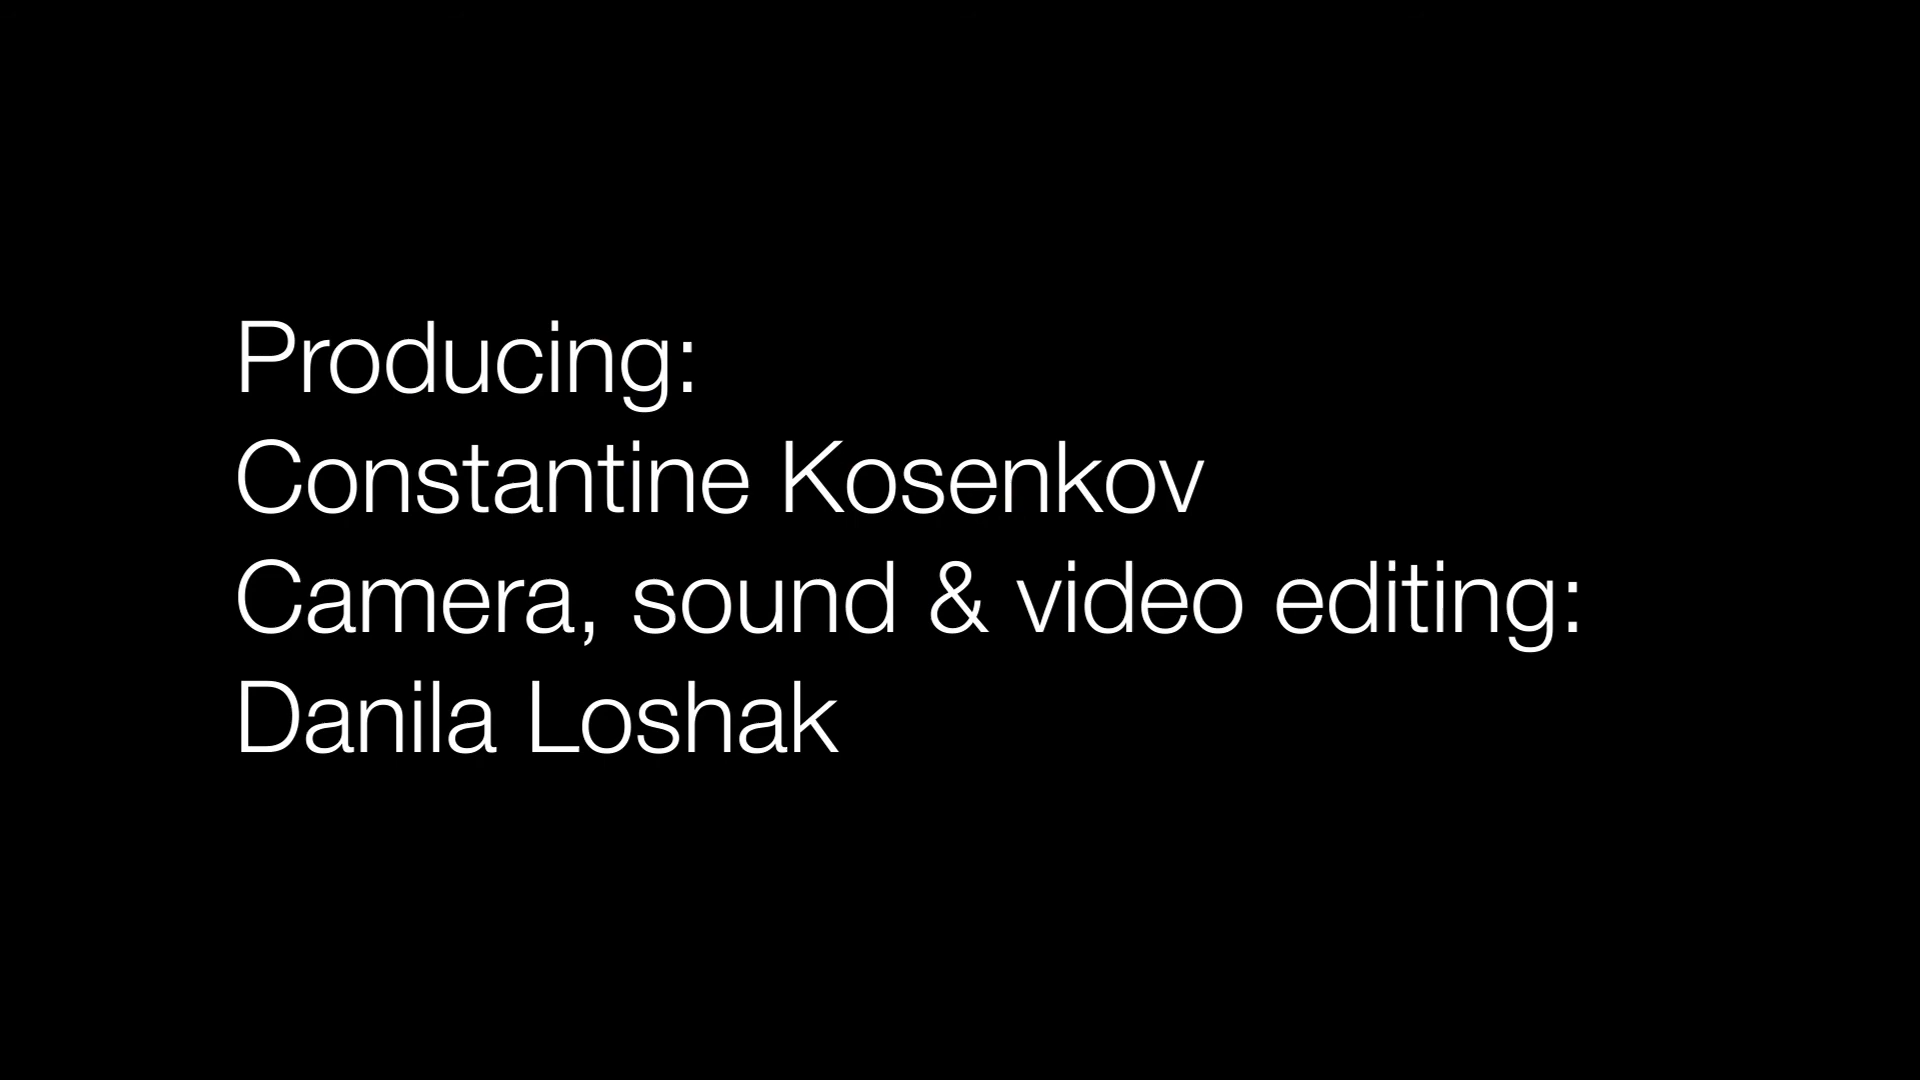 Producing:
Constantine Kosenkov
Camera, sound & video editing:
Danila Loshak